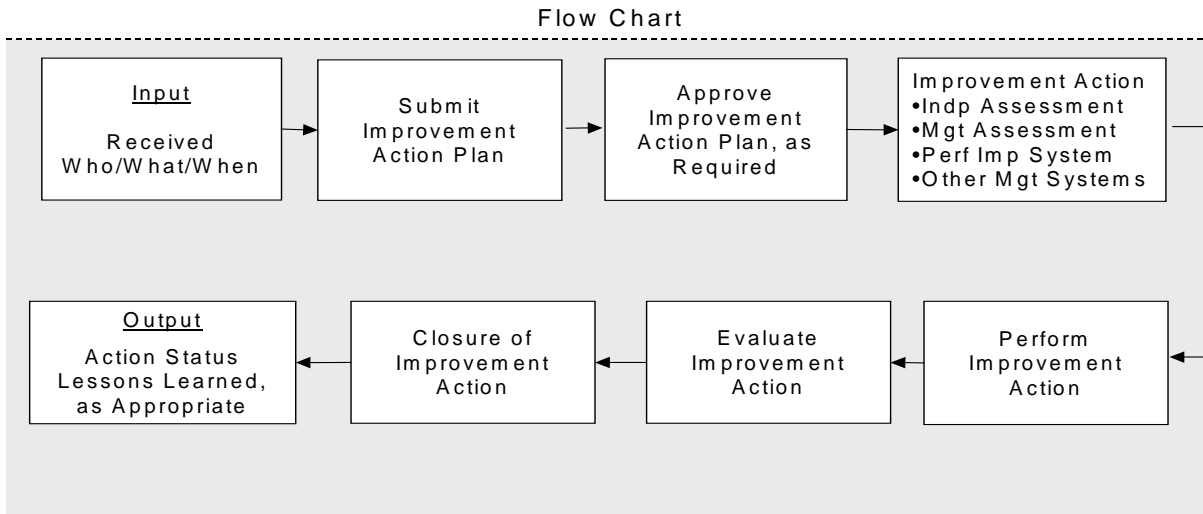 Flow Chart
Input
Received
Who/What/When
Submit
Improvement
Action Plan
Approve
Improvement
Action Plan, as
Required
Improvement Action
•Indp Assessment
•Mgt Assessment
•Perf Imp System
•Other Mgt Systems
Perform
Improvement
Action
Evaluate
Improvement
Action
Closure of
Improvement
Action
Output
Action Status
Lessons Learned,
as Appropriate